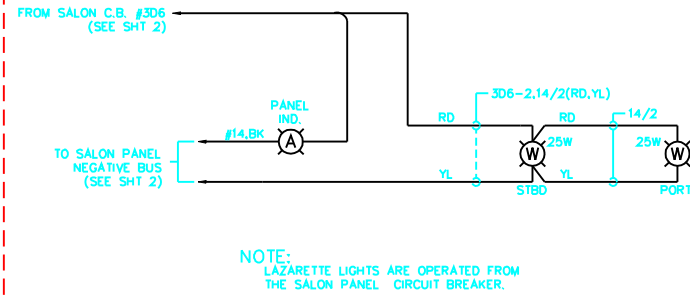 FROM SALON C.B. #3D6
(SEE SHT 2)
3D6-2,14/2(RD,YL)
PANEL
IND.
RD
RD
14/2
#14,BK
A
25W
W
25W
W
TO SALON PANEL
NEGATIVE BUS
(SEE SHT 2)
YL
YL
STBD
PORT
NOTE:
LAZARETTE LIGHTS ARE OPERATED FROM
THE SALON PANEL CIRCUIT BREAKER.